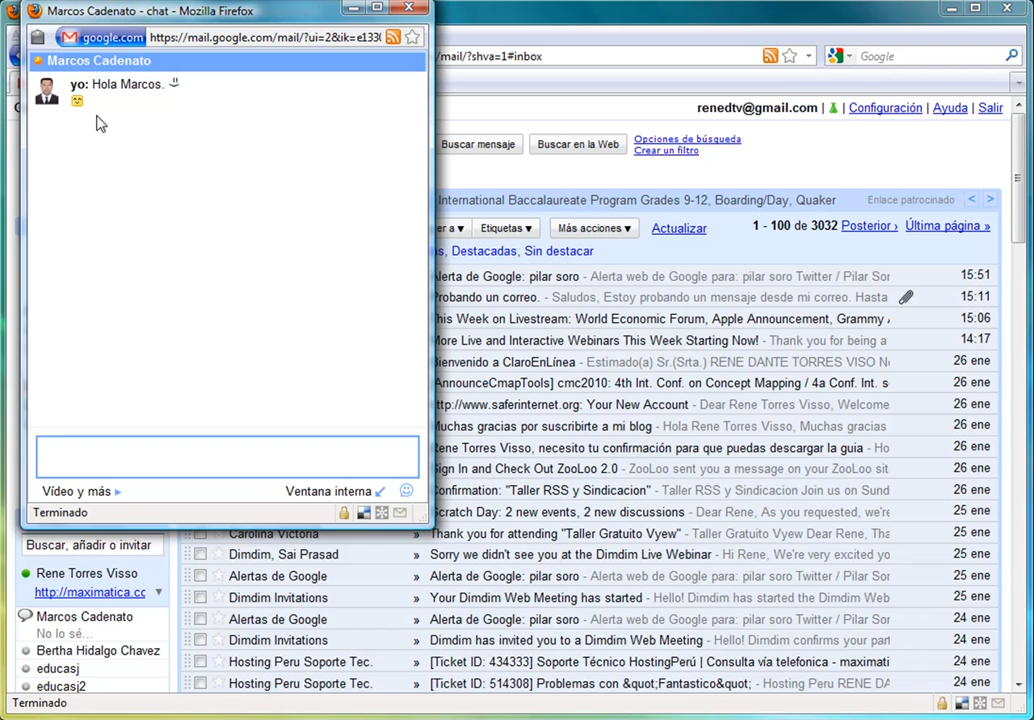 Marcos Cadenato - chat - Mozilla Firefox
google.com https://mail.google.com/mail/?ui=2&ik=e1330
Marcos Cadenato
yo: Hola Marcos.
Vídeo y más
Ventana interna
Terminado
/mail/?shva=1#inbox
Google
renedtv@gmail.com | Configuración | Ayuda | Salir
Buscar mensaje
Buscar en la Web
Opciones de búsqueda
Crear un filtro
International Baccalaureate Program Grades 9-12, Boarding/Day, Quaker
Enlace patrocinado < >
er a ▼ Etiquetas ▼ Más acciones ▼ Actualizar 1 - 100 de 3032 Posterior › Última página »
s, Destacadas, Sin destacar
Alerta de Google: pilar soro - Alerta web de Google para: pilar soro Twitter / Pilar Sor 15:51
Probando un correo. - Saludos, Estoy probando un mensaje desde mi correo. Hasta 15:11
This Week on Livestream: World Economic Forum, Apple Announcement, Grammy 15:06
More Live and Interactive Webinars This Week Starting Now! - Thank you for being a 14:17
Bienvenido a ClaroEnLínea - Estimado(a) Sr.(Srta.) RENE DANTE TORRES VISO N 26 ene
[AnnounceCmapTools] cmc2010: 4th Int. Conf. on Concept Mapping / 4a Conf. Int. s 26 ene
http://www.saferinternet.org: Your New Account - Dear Rene Torres Visso, Welcome 26 ene
Muchas gracias por suscribirte a mi blog - Hola Rene Torres Visso, Muchas gracias 26 ene
Rene Torres Visso, necesito tu confirmación para que puedas descargar la guia - 26 ene
Sign In and Check Out ZooLoo 2.0 - ZooLoo sent you a message on your ZooLoo sit 26 ene
Confirmation: "Taller RSS y Sindicacion" - Taller RSS y Sindicacion Join us on Sund 26 ene
Scratch Day: 2 new events, 2 new discussions - Dear Rene, As you requested, we're 25 ene
Carolina Victoria » Thank you for attending "Taller Gratuito Vyew" Dear Rene, Tha 25 ene
Dimdim, Sai Prasad » Sorry we didn't see you at the Dimdim Live Webinar - Hi Rene, We're very excited yo 25 ene
Alertas de Google » Alerta de Google: pilar soro - Alerta web de Google para: pilar soro Twitter / Pilar Sor 25 ene
Dimdim Invitations » Your Dimdim Web Meeting has started - Hello! Dimdim has started the Dimdim Web 25 ene
Alertas de Google » Alerta de Google: pilar soro - Alerta web de Google para: pilar soro Twitter / Pilar Sor 24 ene
Dimdim Invitations » Dimdim has invited you to a Dimdim Web Meeting - Hello! Dimdim confirms your part 24 ene
Hosting Peru Soporte Tec. » [Ticket ID: 434333] Soporte Técnico HostingPerú | Consulta vía telefonica - maximati 24 ene
Hosting Peru Soporte Tec. » [Ticket ID: 514308] Problemas con &quot;Fantastico&quot; - maximatica.com RENE DA 24 ene
Buscar, añadir o invitar
Rene Torres Visso
http://maximatica.cc
Marcos Cadenato
No lo sé...
Bertha Hidalgo Chavez
educasj
educasj2
Terminado